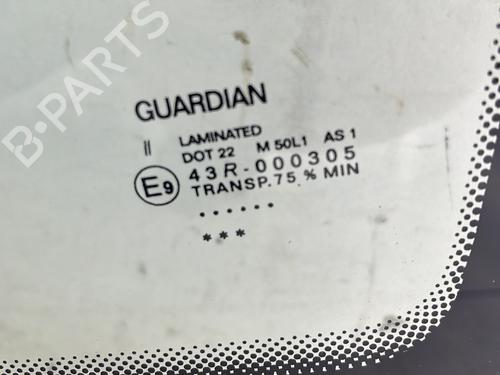 B-PARTS
GUARDIAN
II LAMINATED
DOT 22 M 50L1 AS 1
E9 43R-000305
TRANSP. 75 % MIN
. . . . . .
* * *